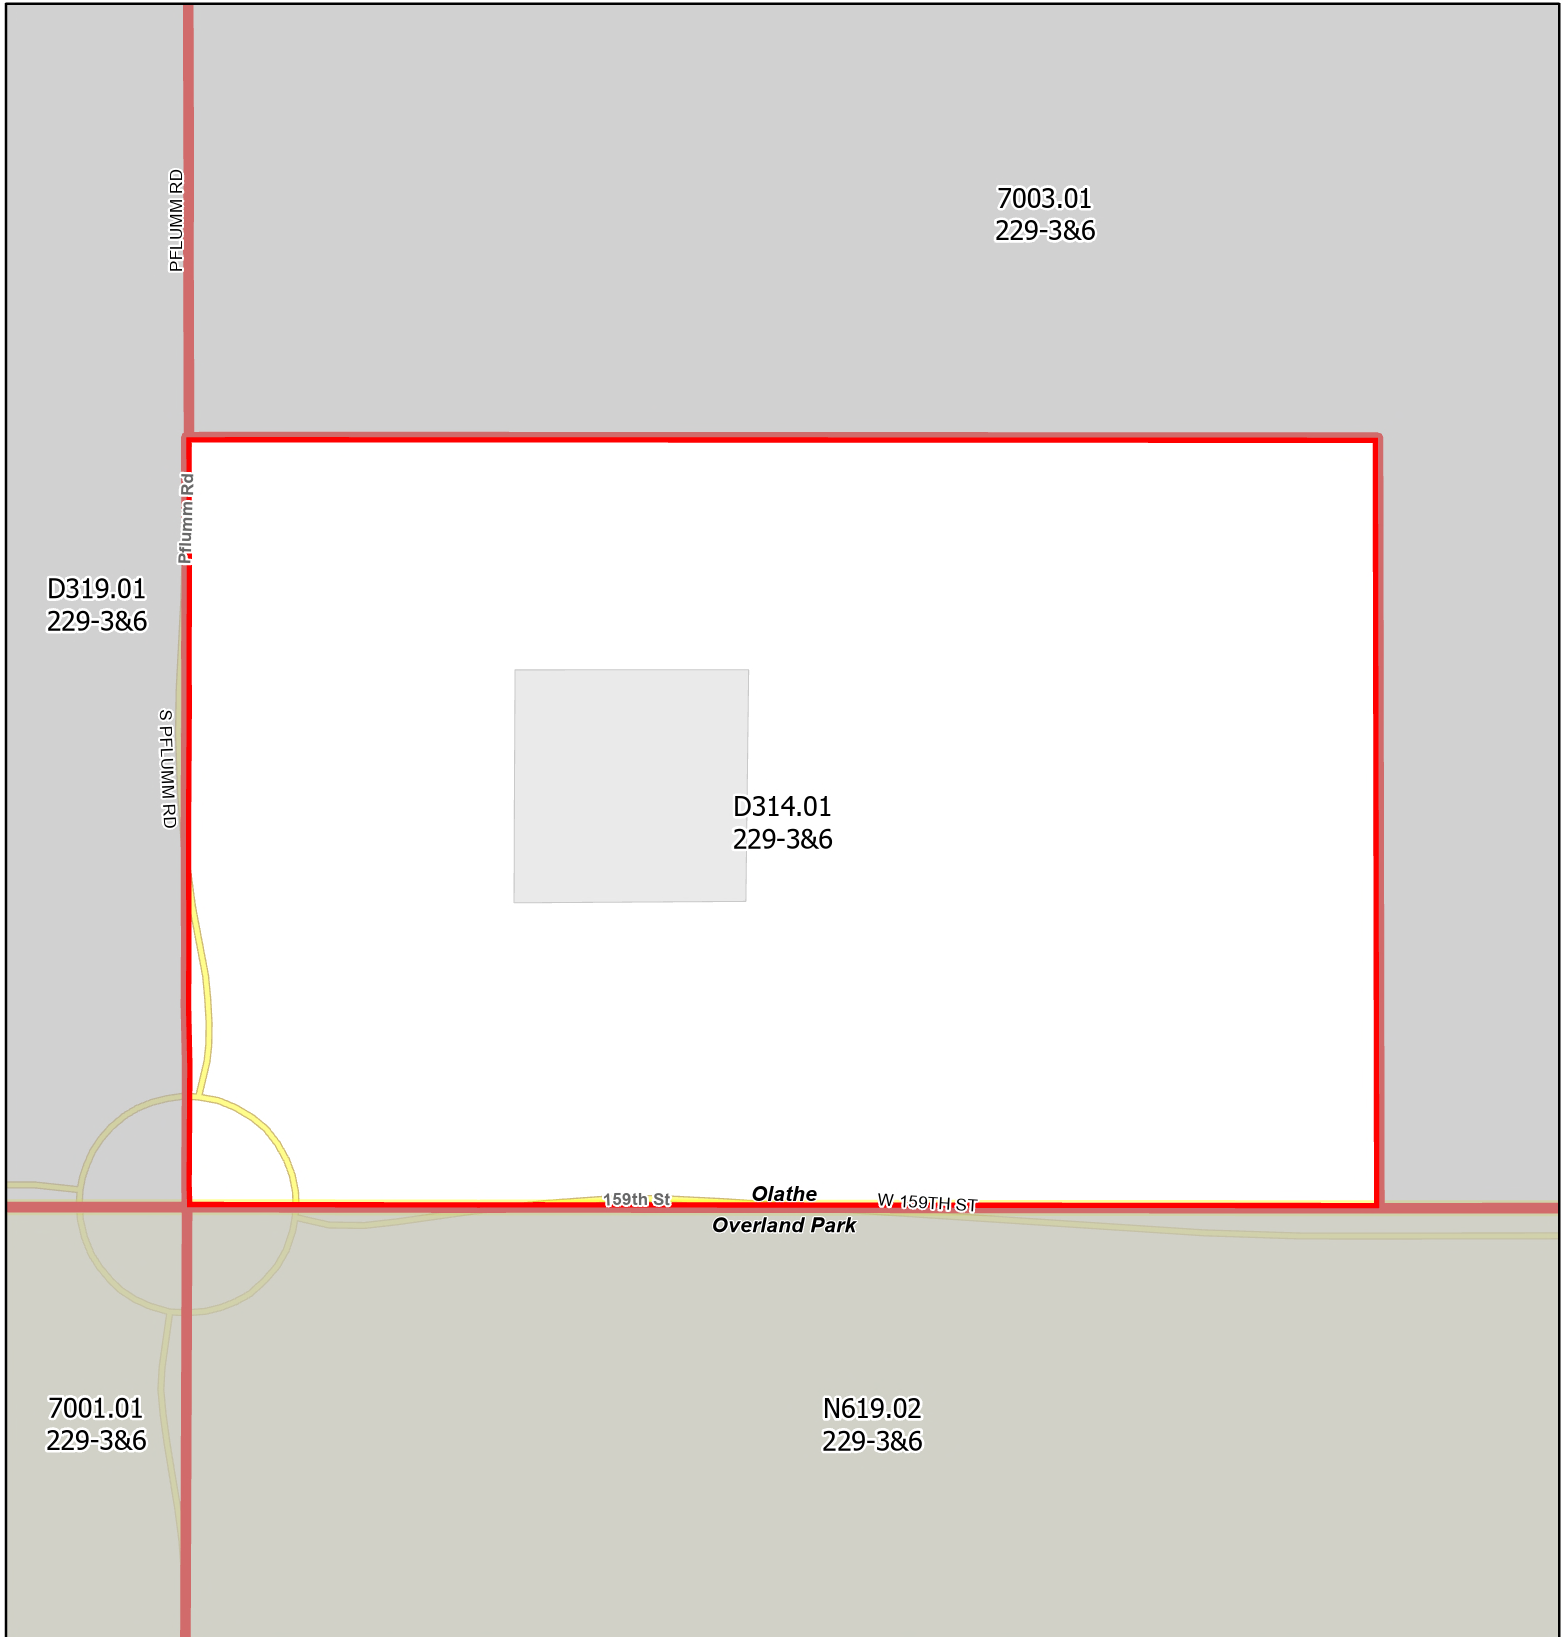 PFLUMM RD
7003.01
229-3&6
Pflumm Rd
D319.01
229-3&6
S PFLUMM RD
D314.01
229-3&6
159th St
Olathe
W 159TH ST
Overland Park
7001.01
229-3&6
N619.02
229-3&6